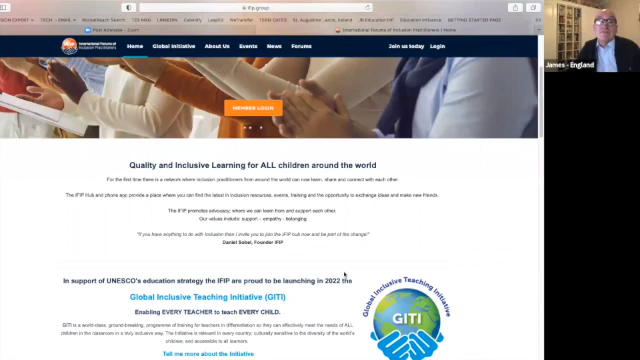 ifip.group
International Forums of Inclusion Practitioners | Home
International Forums of
Inclusion Practitioners
Home
Global Initiative
About Us
Events
News
Forums
Join us today
Login
MEMBER LOGIN
Quality and Inclusive Learning for ALL children around the world
For the first time there is a network where inclusion practitioners from around the world can now learn, share and connect with each other.
The IFIP Hub and phone app provide a place where you can find the latest in inclusion resources, events, training and the opportunity to exchange ideas and make new friends.
The IFIP promotes advocacy; where we can learn from and support each other.
Our values include: support - empathy - belonging
"If you have anything to do with Inclusion then I invite you to join the IFIP hub now and be part of the change"
Daniel Sobel, Founder IFIP
In support of UNESCO's education strategy the IFIP are proud to be launching in 2022 the
Global Inclusive Teaching Initiative (GITI)
Enabling EVERY TEACHER to teach EVERY CHILD.
GITI is a world-class, ground-breaking, programme of training for teachers in differentiation so they can effectively meet the needs of ALL
children in the classroom in a truly inclusive way. The Initiative is relevant in every country; culturally sensitive to the diversity of the world's
children; and accessible to all learners.
Tell me more about the Initiative
Global Inclusive Teaching Initiative
GITI
James - England